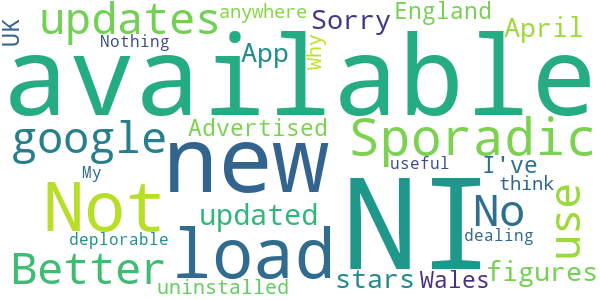 anywhere Sorry England
UK updates Nothing App Why April
available
google Advertised Sporadic
new useful I've
My think
Not load NI No use
updated
deplorable dealing
Better uninstalled stars Wales figures